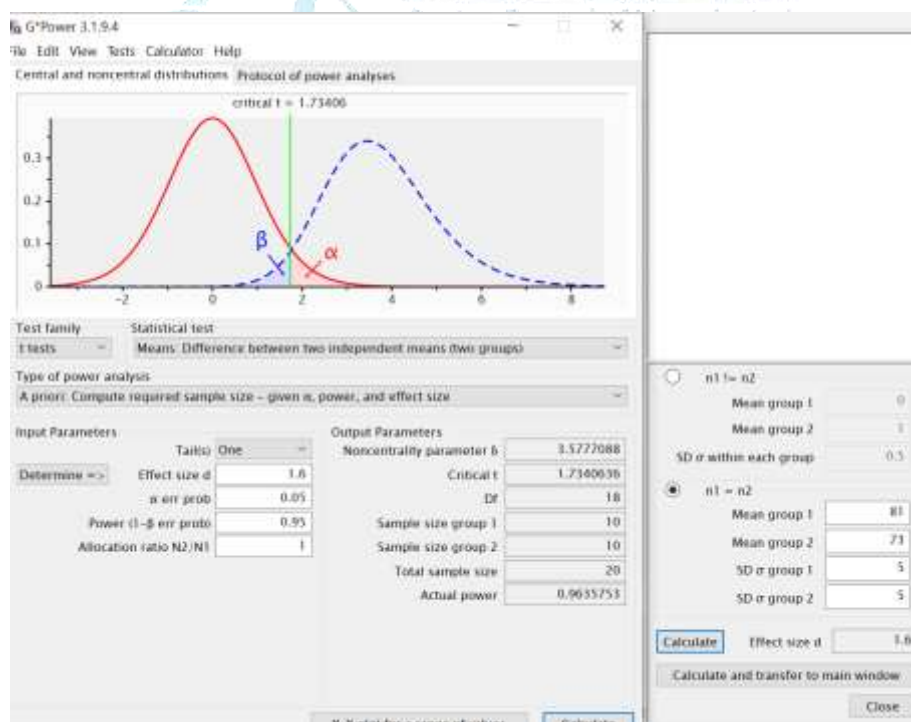 G*Power 3.1.9.4
File Edit View Tests Calculator Help
Central and noncentral distributions Protocol of power analyses
critical t = 1.73406
0.3
0.2
0.1
0
β
α
-2 0 2 4 6 8
Test family Statistical test
t tests Means: Difference between two independent means (two groups)
Type of power analysis
A priori: Compute required sample size – given α, power, and effect size
Input Parameters
Tail(s) One
Determine => Effect size d 1.6
α err prob 0.05
Power (1-β err prob) 0.95
Allocation ratio N2/N1 1
Output Parameters
Noncentrality parameter δ 3.5777088
Critical t 1.7340636
Df 18
Sample size group 1 10
Sample size group 2 10
Total sample size 20
Actual power 0.9635753
Calculate
n1 != n2
Mean group 1 0
Mean group 2 1
SD σ within each group 0.5
n1 = n2
Mean group 1 81
Mean group 2 73
SD σ group 1 5
SD σ group 2 5
Calculate Effect size d 1.6
Calculate and transfer to main window
Close